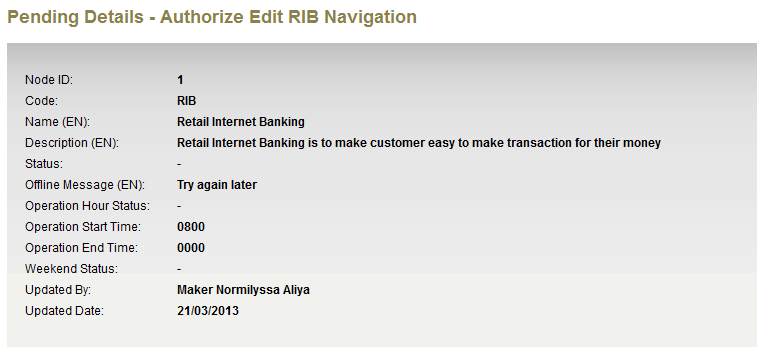 Pending Details - Authorize Edit RIB Navigation
Node ID: 1
Code: RIB
Name (EN): Retail Internet Banking
Description (EN): Retail Internet Banking is to make customer easy to make transaction for their money
Status: -
Offline Message (EN): Try again later
Operation Hour Status: -
Operation Start Time: 0800
Operation End Time: 0000
Weekend Status: -
Updated By: Maker Normilyssa Aliya
Updated Date: 21/03/2013